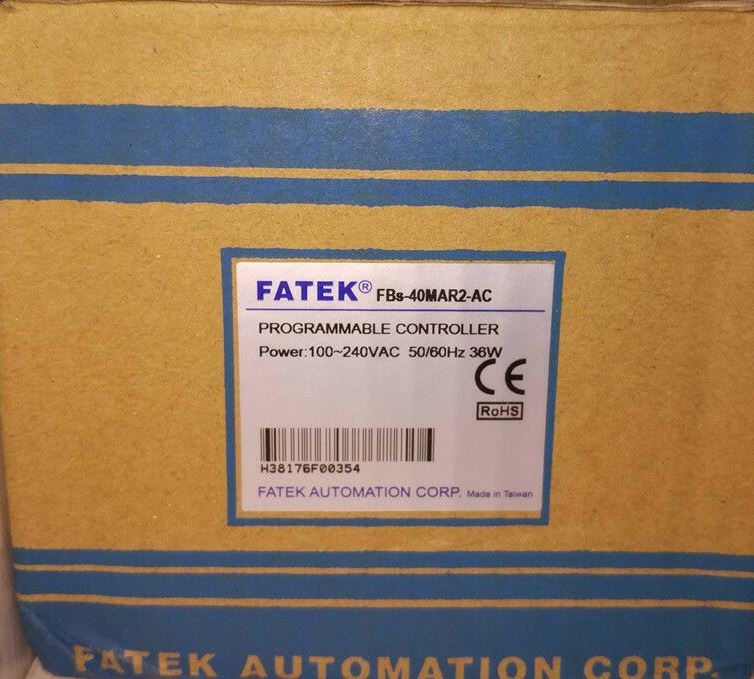 FATEK® FBs-40MAR2-AC
PROGRAMMABLE CONTROLLER
Power:100~240VAC 50/60Hz 36W
CE
RoHS
H38176F00354
FATEK AUTOMATION CORP. Made in Taiwan
FATEK AUTOMATION CORP.